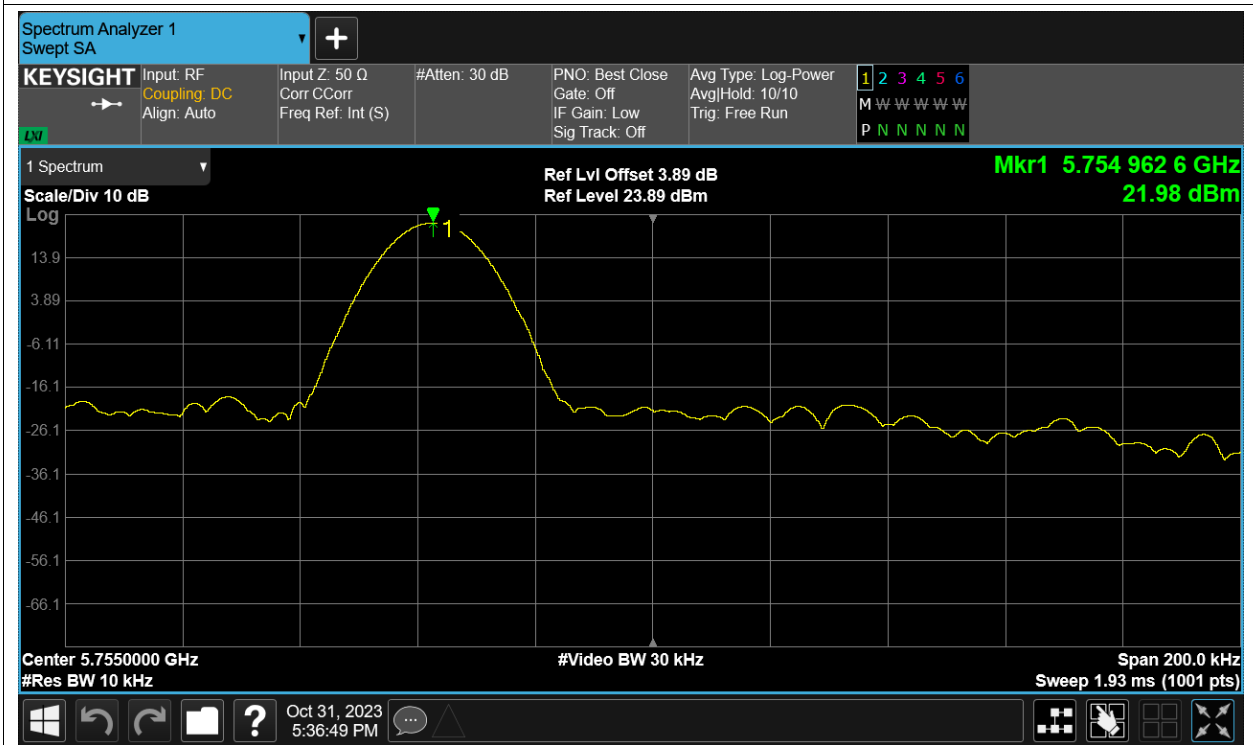 Spectrum Analyzer 1
Swept SA
KEYSIGHT
LXI
Input: RF
Coupling: DC
Align: Auto
Input Z: 50 Ω
Corr CCorr
Freq Ref: Int (S)
#Atten: 30 dB
PNO: Best Close
Gate: Off
IF Gain: Low
Sig Track: Off
Avg Type: Log-Power
Avg|Hold: 10/10
Trig: Free Run
1 2 3 4 5 6
M W W W W W
P N N N N N
1 Spectrum
Scale/Div 10 dB
Log
Ref Lvl Offset 3.89 dB
Ref Level 23.89 dBm
Mkr1 5.754 962 6 GHz
21.98 dBm
1
13.9
3.89
-6.11
-16.1
-26.1
-36.1
-46.1
-56.1
-66.1
Center 5.7550000 GHz
#Res BW 10 kHz
#Video BW 30 kHz
Span 200.0 kHz
Sweep 1.93 ms (1001 pts)
?
Oct 31, 2023
5:36:49 PM